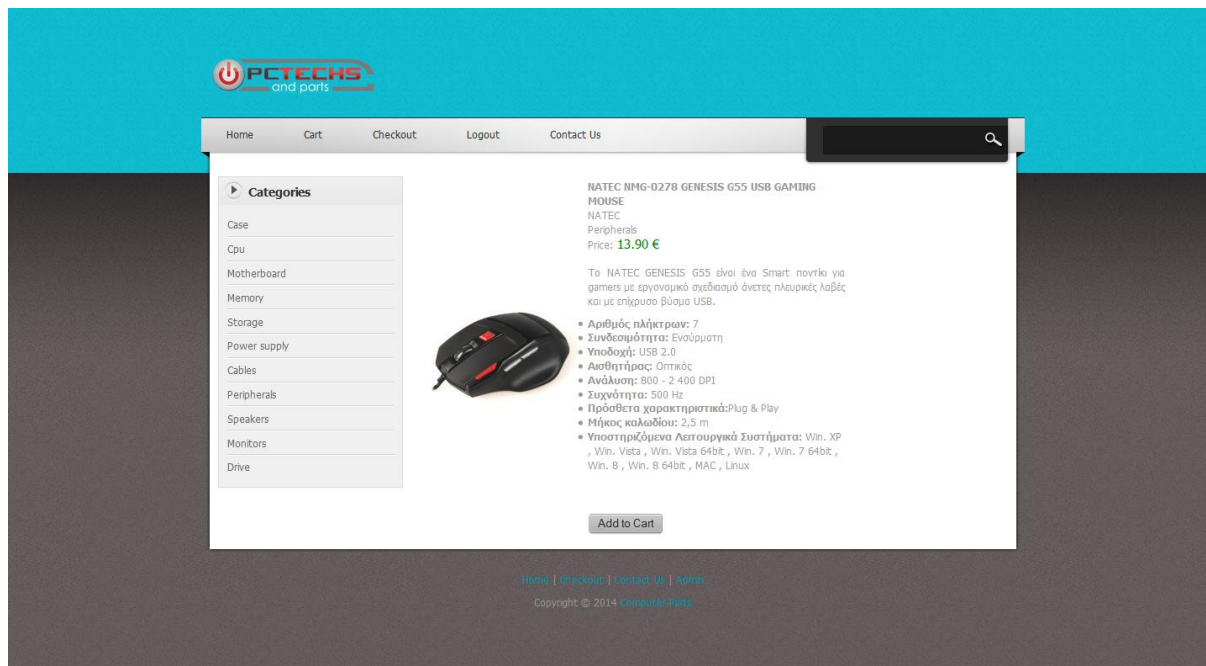 PCTECHS
and parts
Home Cart Checkout Logout Contact Us
Categories
Case
Cpu
Motherboard
Memory
Storage
Power supply
Cables
Peripherals
Speakers
Monitors
Drive
NATEC NMG-0278 GENESIS G55 USB GAMING
MOUSE
NATEC
Peripherals
Price: 13.90 €
Το NATEC GENESIS G55 είναι ένα Smart ποντίκι για
gamers με εργονομικό σχεδιασμό άνετες πλευρικές λαβές
και με επίχρυσο βύσμα USB.
• Αριθμός πλήκτρων: 7
• Συνδεσιμότητα: Ενσύρματη
• Υποδοχή: USB 2.0
• Αισθητήρας: Οπτικός
• Ανάλυση: 800 - 2 400 DPI
• Συχνότητα: 500 Hz
• Πρόσθετα χαρακτηριστικά:Plug & Play
• Μήκος καλωδίου: 2,5 m
• Υποστηριζόμενα Λειτουργικά Συστήματα: Win. XP
, Win. Vista , Win. Vista 64bit , Win. 7 , Win. 7 64bit ,
Win. 8 , Win. 8 64bit , MAC , Linux
Add to Cart
Home | Checkout | Contact Us | Admin
Copyright © 2014 Computer Parts